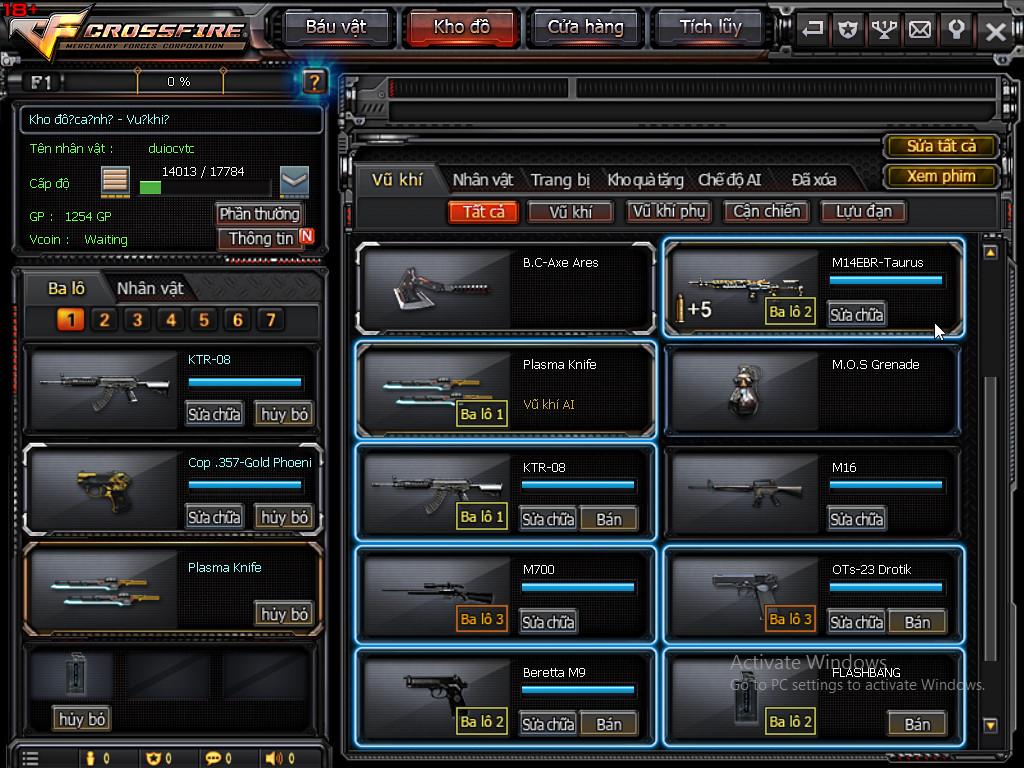 18+
CROSSFIRE
MERCENARY FORCES CORPORATION
Báu vật
Kho đồ
Cửa hàng
Tích lũy
F1
0 %
?
Kho đô?ca?nh? - Vu?khi?
Tên nhân vật :
duiocvtc
Cấp độ
14013 / 17784
GP :
1254 GP
Phần thưởng
Vcoin :
Waiting
Thông tin
N
Sửa tất cả
Xem phim
Vũ khí
Nhân vật
Trang bị
Kho quà tặng
Chế độ AI
Đã xóa
Tất cả
Vũ khí
Vũ khí phụ
Cận chiến
Lựu đạn
Ba lô
Nhân vật
1
2
3
4
5
6
7
KTR-08
Sửa chữa
hủy bỏ
Cop .357-Gold Phoeni
Sửa chữa
hủy bỏ
Plasma Knife
hủy bỏ
hủy bỏ
0
0
0
0
B.C-Axe Ares
M14EBR-Taurus
+5
Ba lô 2
Sửa chữa
Plasma Knife
Vũ khí AI
Ba lô 1
M.O.S Grenade
KTR-08
Ba lô 1
Sửa chữa
Bán
M16
Sửa chữa
M700
Ba lô 3
Sửa chữa
OTs-23 Drotik
Ba lô 3
Sửa chữa
Bán
Beretta M9
Ba lô 2
Sửa chữa
Bán
FLASHBANG
Ba lô 2
Bán
Activate Windows
Go to PC settings to activate Windows.